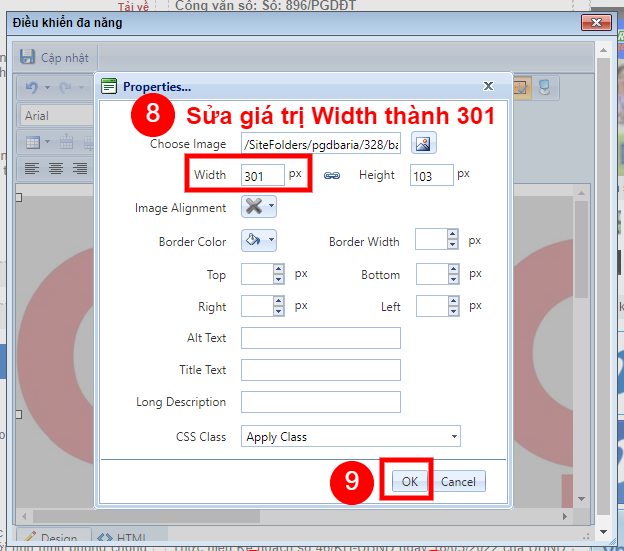 Tải về
Công văn số: Số: 896/PGDĐT
Điều khiển đa năng
Cập nhật
Properties...
Arial
8 Sửa giá trị Width thành 301
Choose Image /SiteFolders/pgdbaria/328/ba
Width 301 px Height 103 px
Image Alignment
Border Color Border Width px
Top px Bottom px
Right px Left px
Alt Text
Title Text
Long Description
CSS Class Apply Class
9 OK Cancel
Design HTML